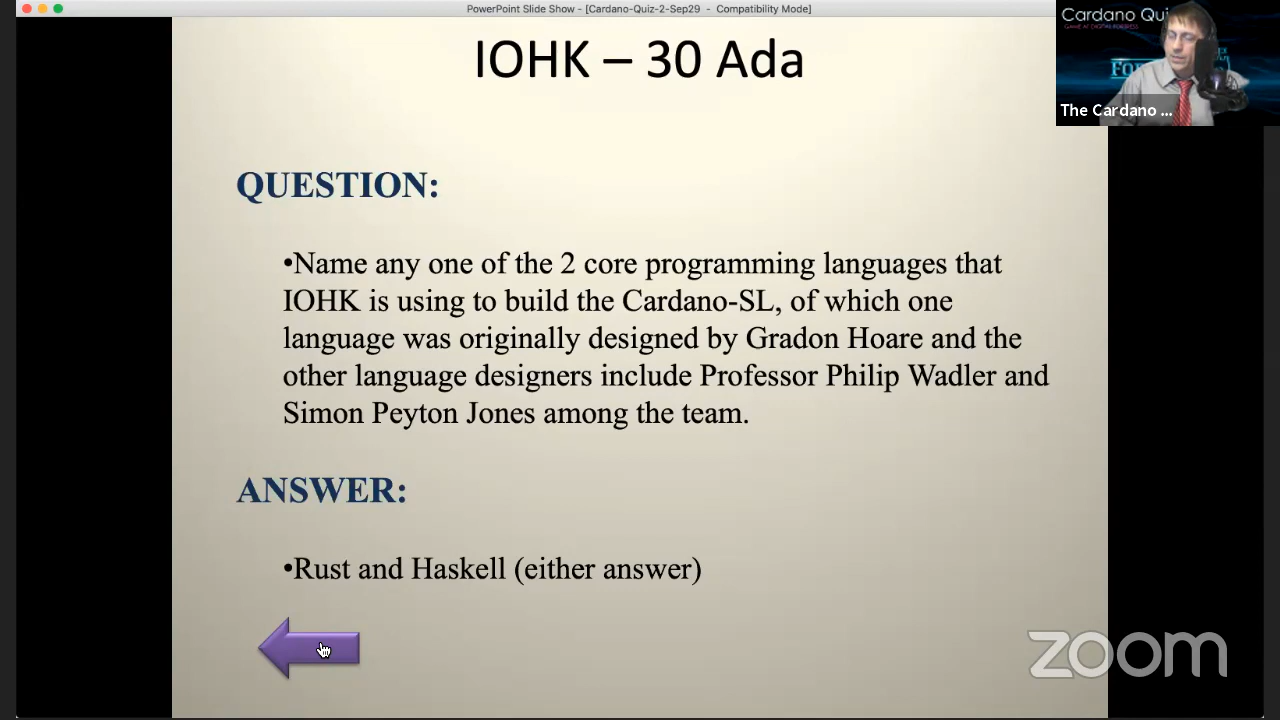 PowerPoint Slide Show - [Cardano-Quiz-2-Sep29 - Compatibility Mode]
IOHK – 30 Ada
Cardano Qui
The Cardano ...
QUESTION:
•Name any one of the 2 core programming languages that
IOHK is using to build the Cardano-SL, of which one
language was originally designed by Gradon Hoare and the
other language designers include Professor Philip Wadler and
Simon Peyton Jones among the team.
ANSWER:
•Rust and Haskell (either answer)
zoom